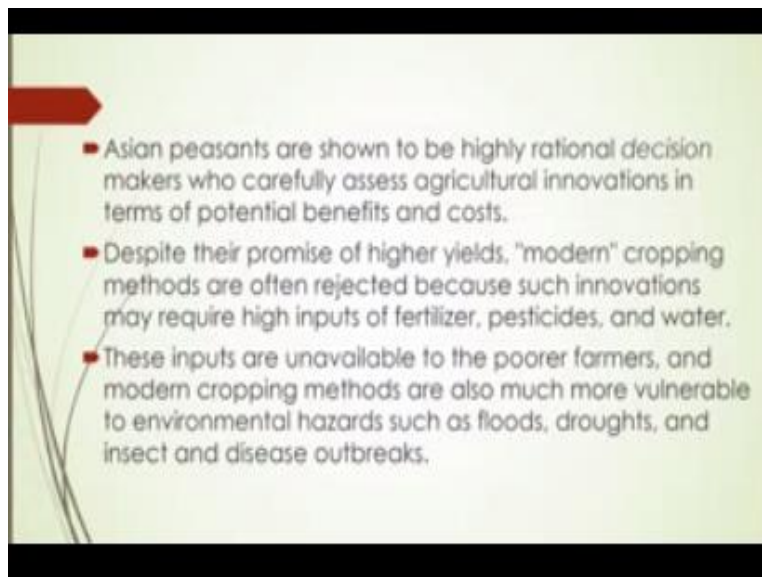 Asian peasants are shown to be highly rational decision
makers who carefully assess agricultural innovations in
terms of potential benefits and costs.
Despite their promise of higher yields, "modern" cropping
methods are often rejected because such innovations
may require high inputs of fertilizer, pesticides, and water.
These inputs are unavailable to the poorer farmers, and
modern cropping methods are also much more vulnerable
to environmental hazards such as floods, droughts, and
insect and disease outbreaks.